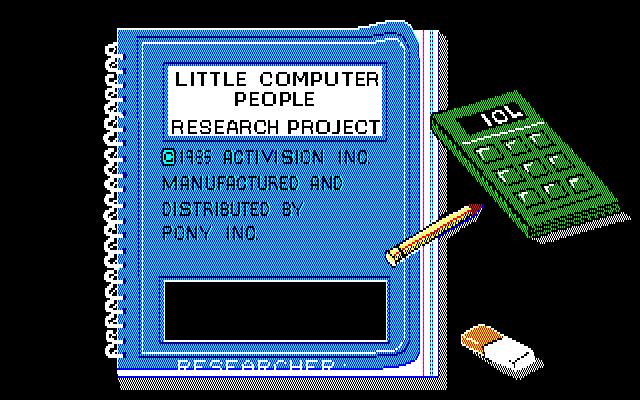 LITTLE COMPUTER
PEOPLE
RESEARCH PROJECT
©1985 ACTIVISION INC.
MANUFACTURED AND
DISTRIBUTED BY
PONY INC.
RESEARCHER: